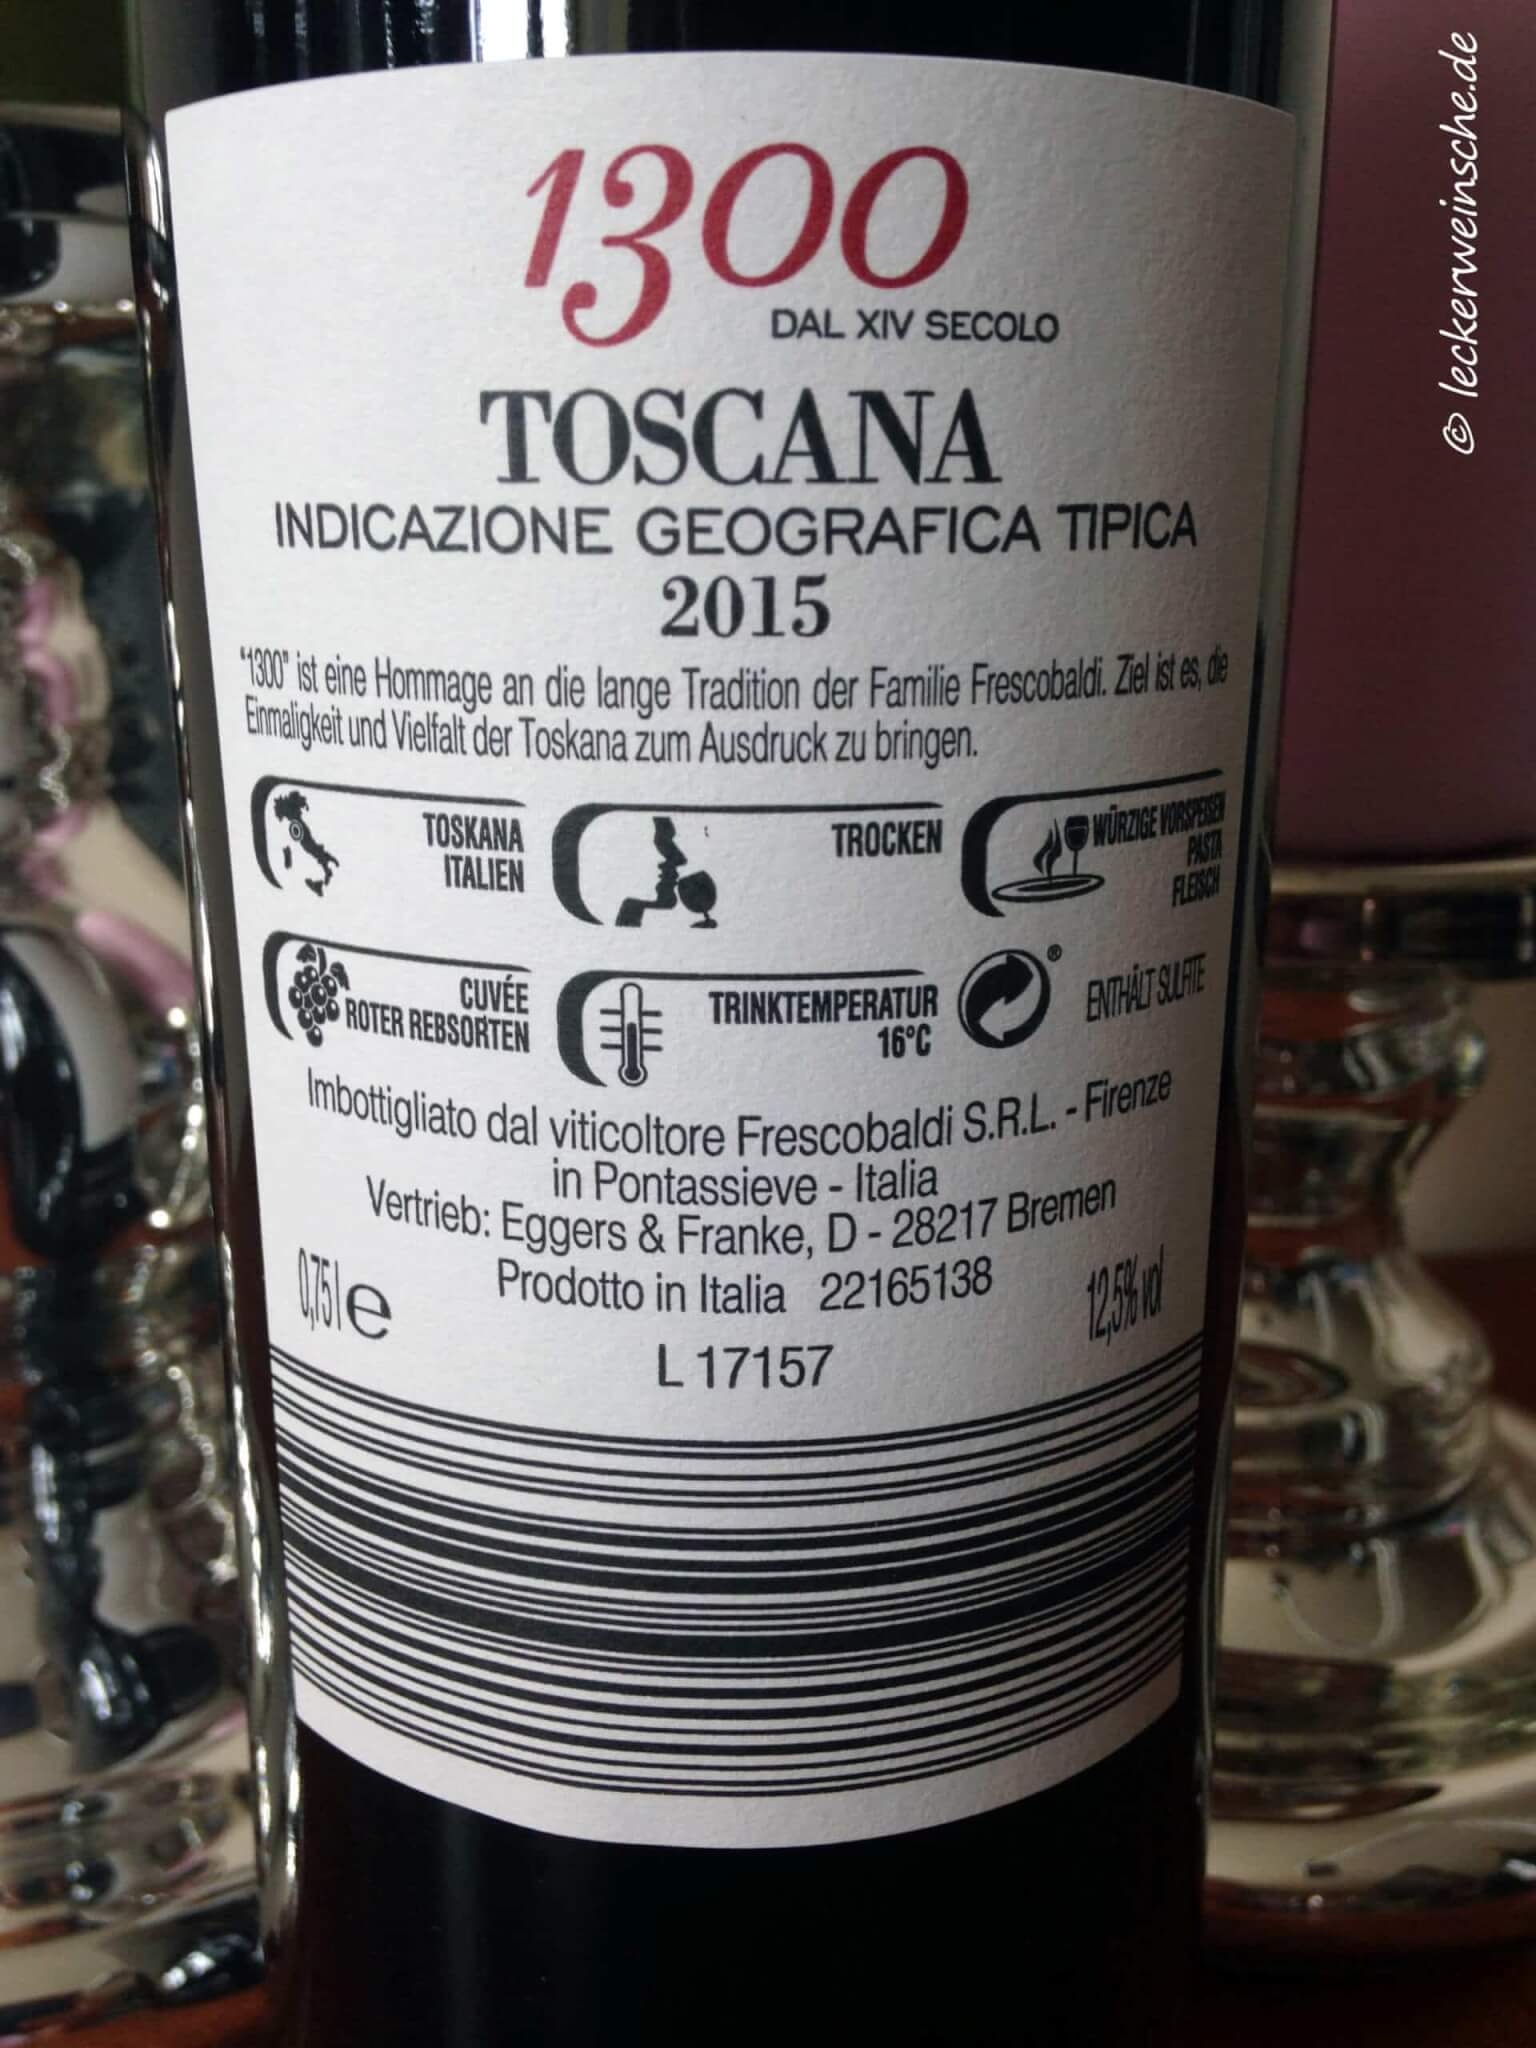 1300
DAL XIV SECOLO
TOSCANA
INDICAZIONE GEOGRAFICA TIPICA
2015
"1300" ist eine Hommage an die lange Tradition der Familie Frescobaldi. Ziel ist es, die
Einmaligkeit und Vielfalt der Toskana zum Ausdruck zu bringen.
TOSKANA
ITALIEN
TROCKEN
WÜRZIGE VORSPEISEN
PASTA
FLEISCH
CUVÉE
ROTER REBSORTEN
TRINKTEMPERATUR
16°C
®
ENTHÄLT SULFITE
Imbottigliato dal viticoltore Frescobaldi S.R.L. - Firenze
in Pontassieve - Italia
Vertrieb: Eggers & Franke, D - 28217 Bremen
0,75 l e
Prodotto in Italia 22165138
12,5% vol
L 17157
© leckerweinsche.de